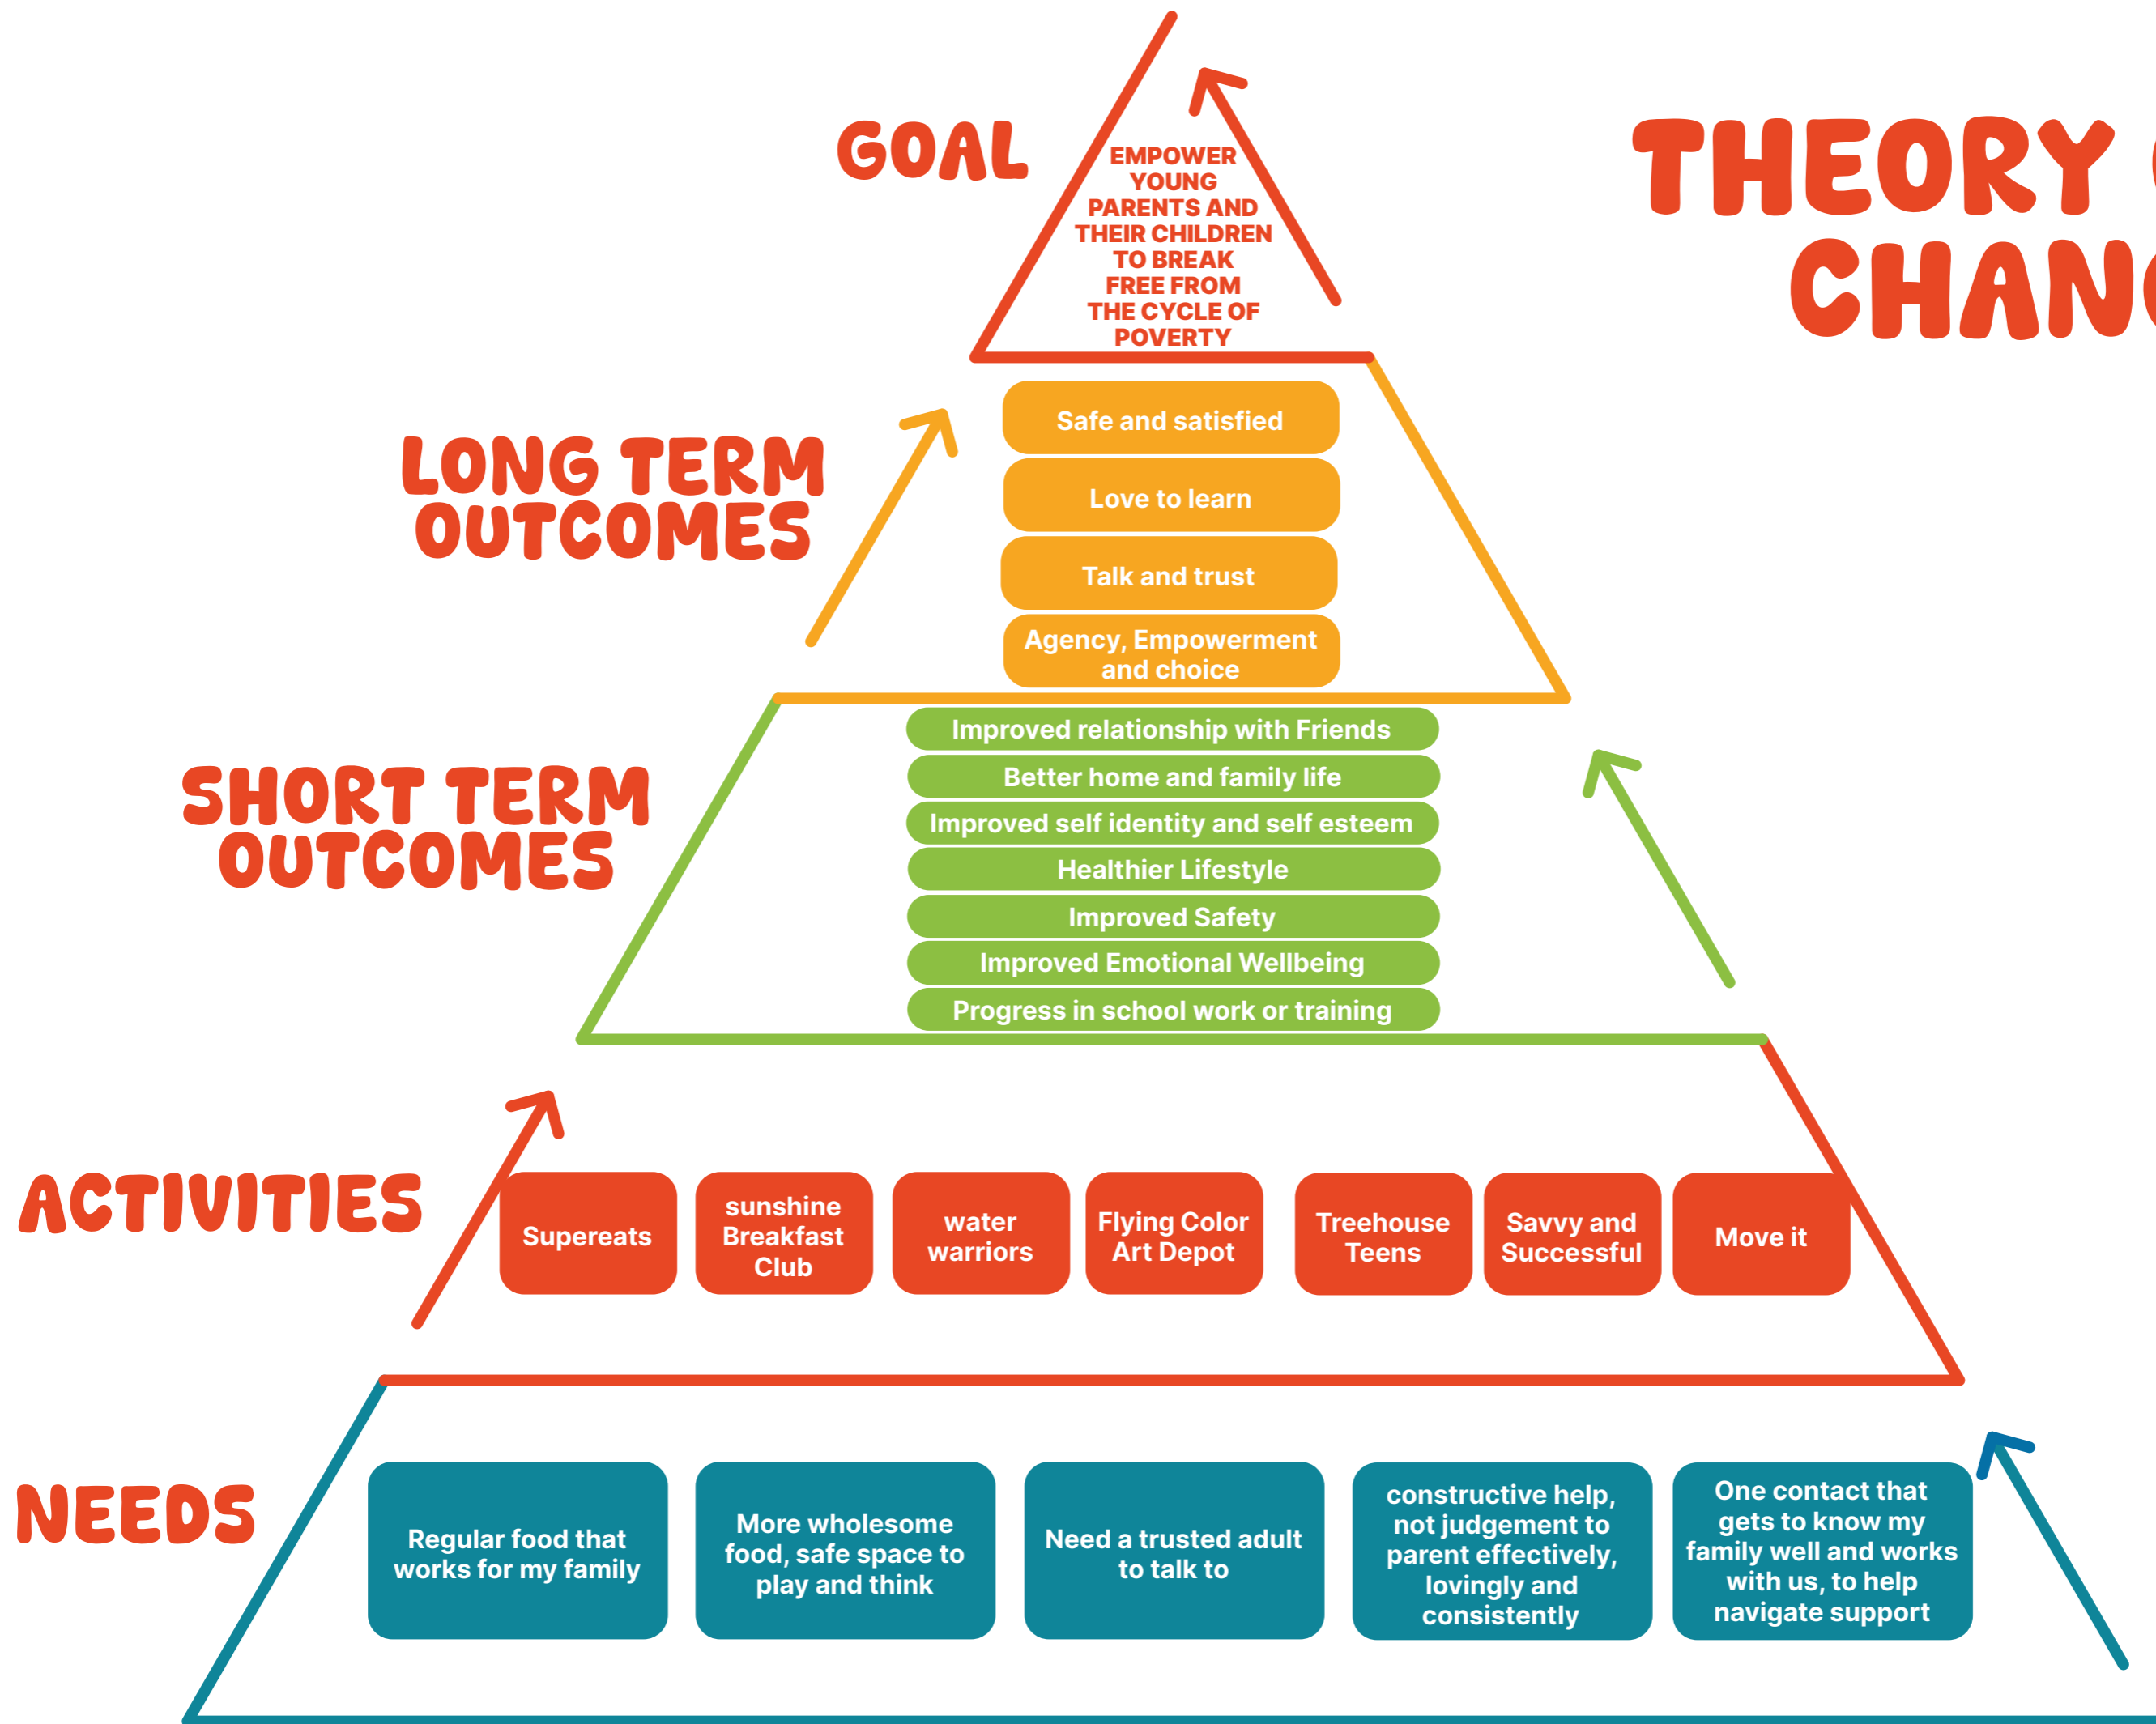 GOAL
EMPOWER
YOUNG
PARENTS AND
THEIR CHILDREN
TO BREAK
FREE FROM
THE CYCLE OF
POVERTY
THEORY
LONG TERM
OUTCOMES
Safe and satisfied
Love to learn
Talk and trust
Agency, Empowerment
and choice
SHORT TERM
OUTCOMES
Improved relationship with Friends
Better home and family life
Improved self identity and self esteem
Healthier Lifestyle
Improved Safety
Improved Emotional Wellbeing
Progress in school work or training
ACTIVITIES
Supereats
sunshine
Breakfast
Club
water
warriors
Flying Color
Art Depot
Treehouse
Teens
Savvy and
Successful
Move it
NEEDS
Regular food that
works for my family
More wholesome
food, safe space to
play and think
Need a trusted adult
to talk to
constructive help,
not judgement to
parent effectively,
lovingly and
consistently
One contact that
gets to know my
family well and works
with us, to help
navigate support